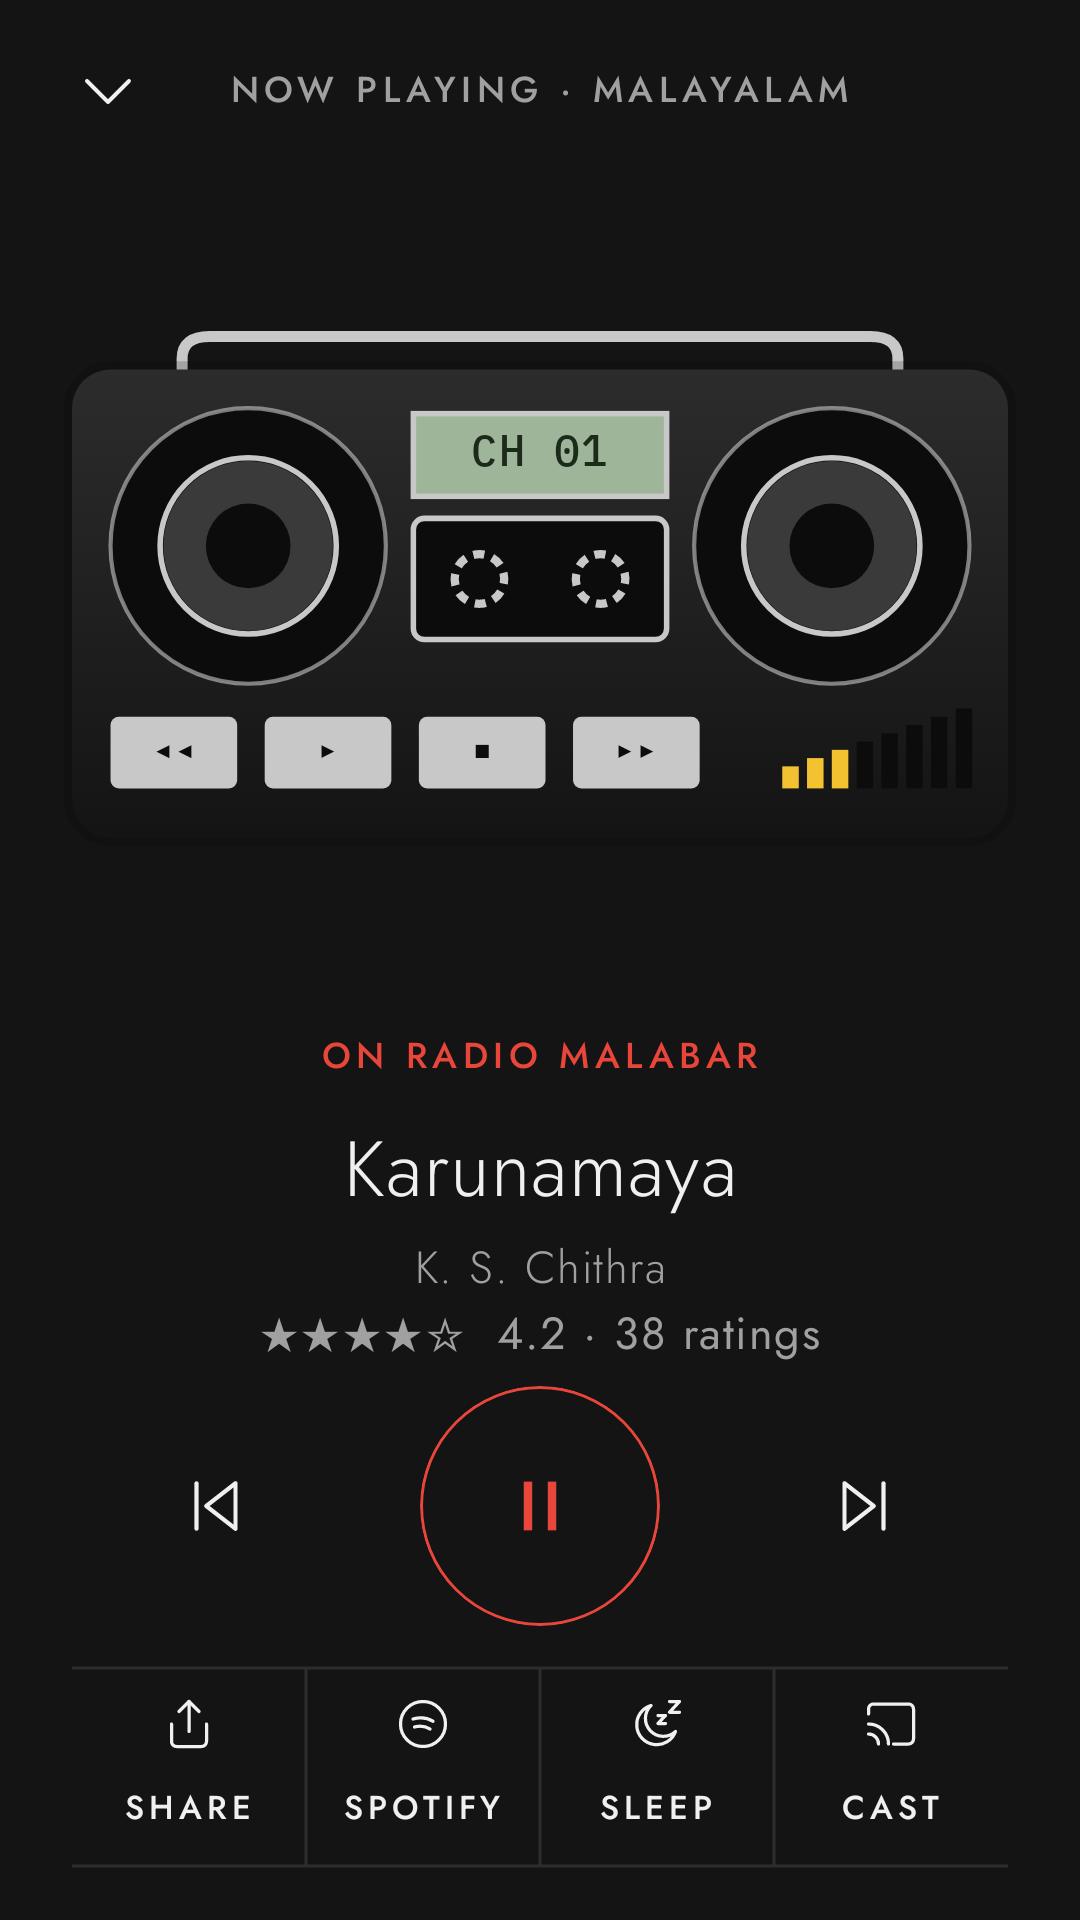 NOW PLAYING · MALAYALAM
CH 01
ON RADIO MALABAR
Karunamaya
K. S. Chithra
★★★★☆ 4.2 · 38 ratings
SHARE SPOTIFY SLEEP CAST